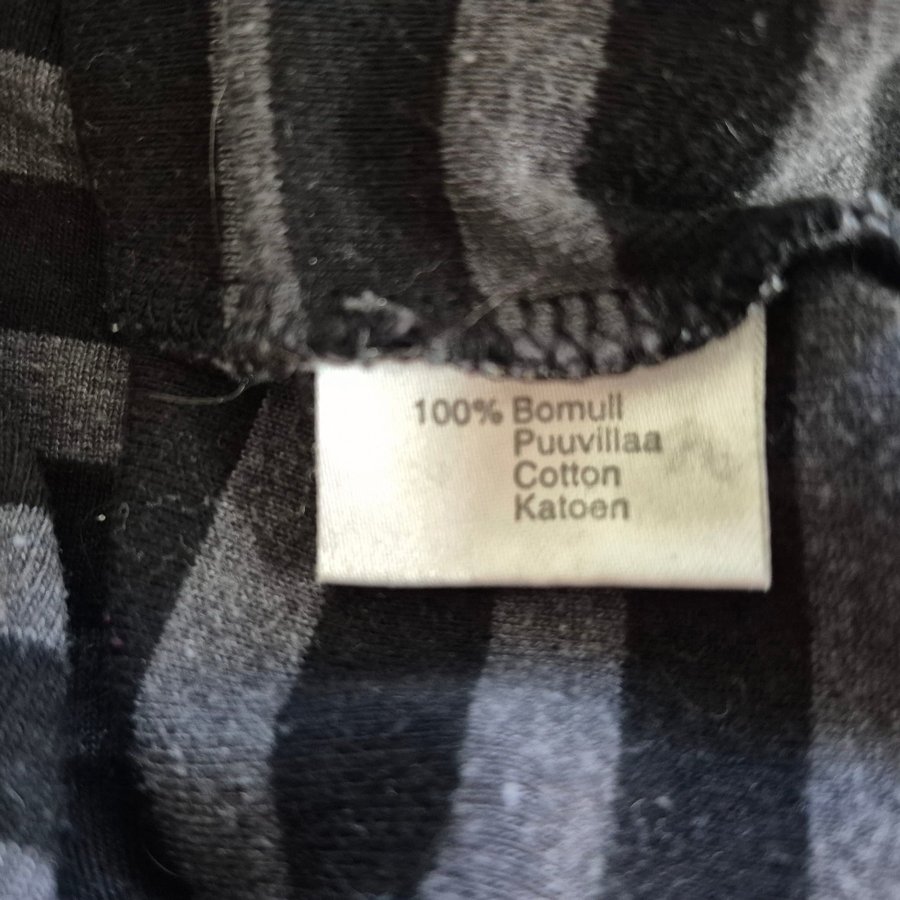 100% Bomull
Puuvillaa
Cotton
Katoen